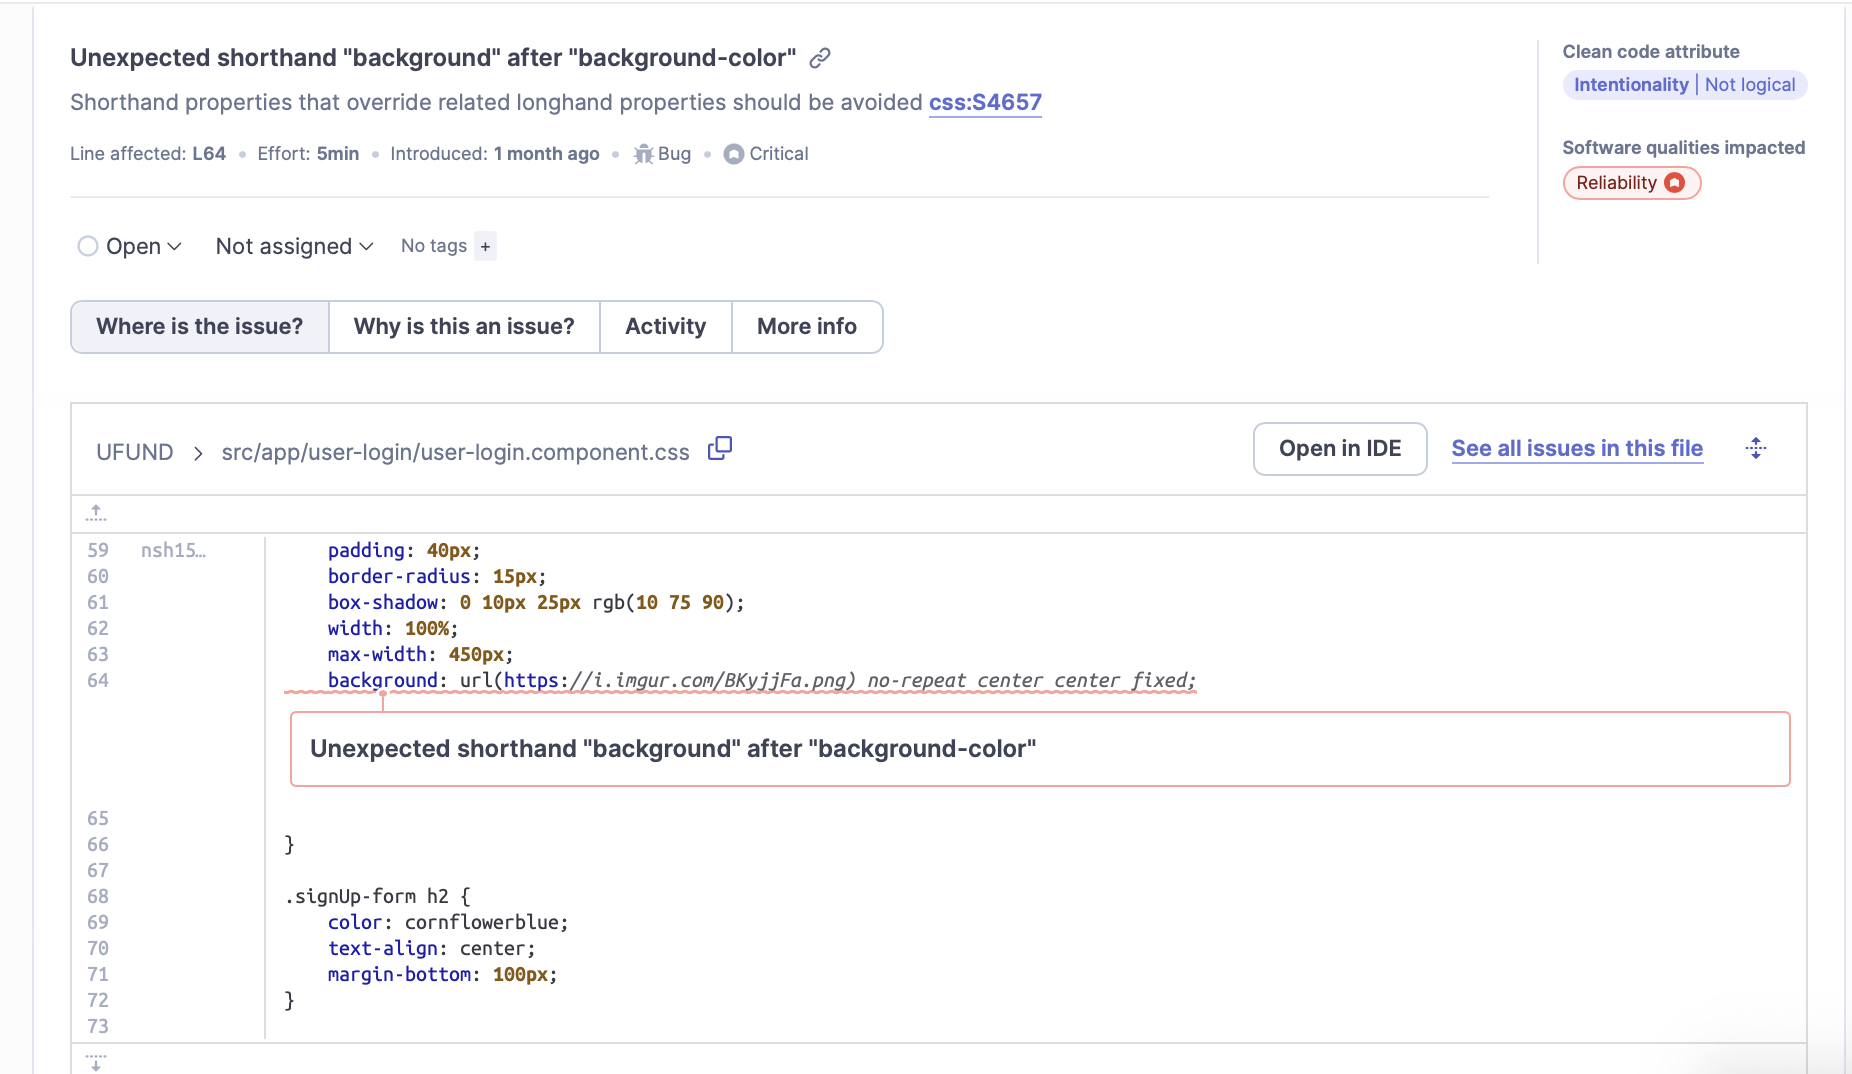 Unexpected shorthand "background" after "background-color"
Shorthand properties that override related longhand properties should be avoided css:S4657
Line affected: L64 • Effort: 5min • Introduced: 1 month ago • Bug • Critical
Clean code attribute
Intentionality | Not logical
Software qualities impacted
Reliability
Open Not assigned No tags +
Where is the issue? Why is this an issue? Activity More info
UFUND > src/app/user-login/user-login.component.css Open in IDE See all issues in this file
59 nsh15… padding: 40px;
60 border-radius: 15px;
61 box-shadow: 0 10px 25px rgb(10 75 90);
62 width: 100%;
63 max-width: 450px;
64 background: url(https://i.imgur.com/BKyjjFa.png) no-repeat center center fixed;
Unexpected shorthand "background" after "background-color"
65
66 }
67
68 .signUp-form h2 {
69 color: cornflowerblue;
70 text-align: center;
71 margin-bottom: 100px;
72 }
73